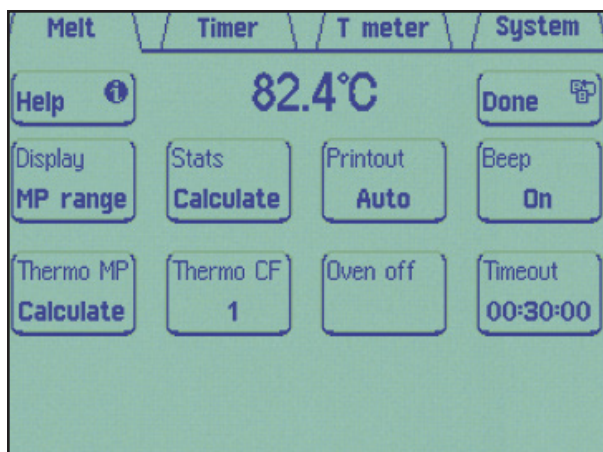 Melt Timer T meter System
Help 82.4°C Done
Display Stats Printout Beep
MP range Calculate Auto On
Thermo MP Thermo CF Oven off Timeout
Calculate 1 00:30:00